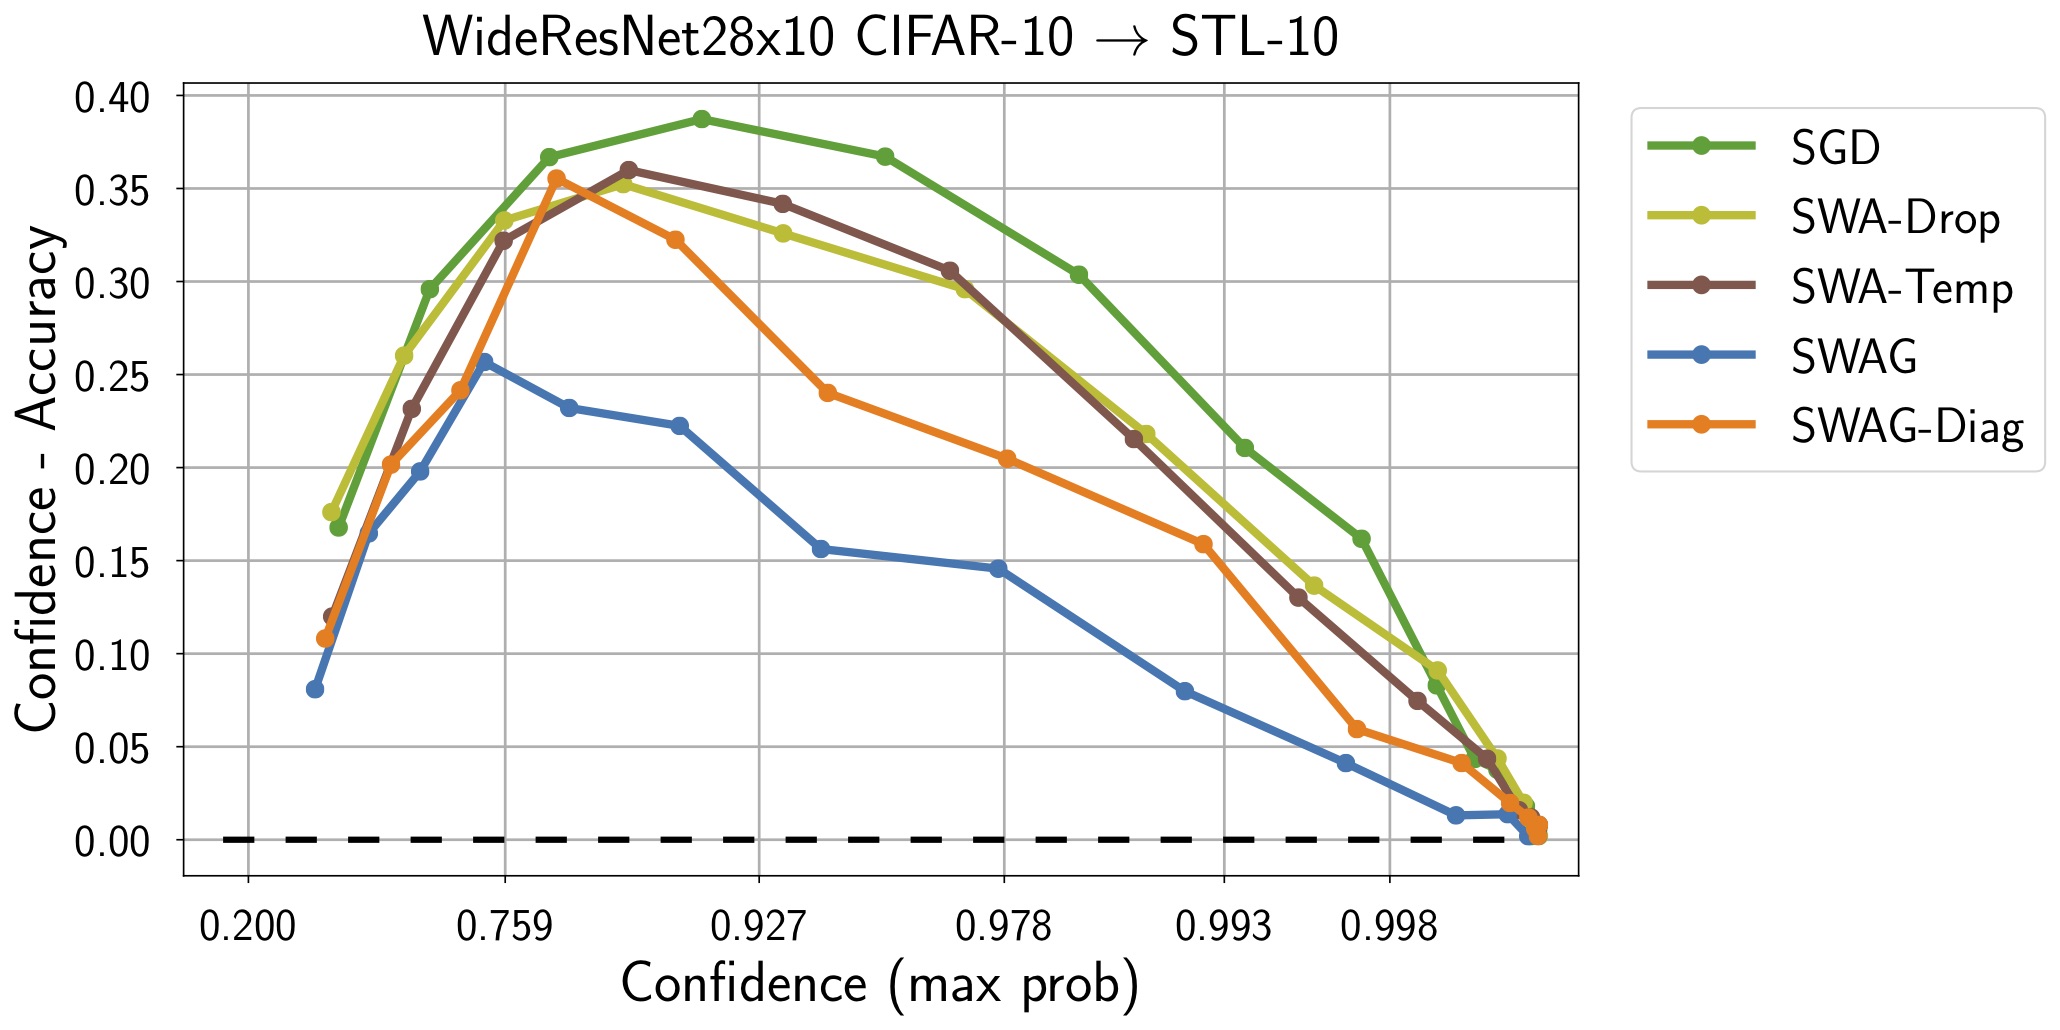 WideResNet28x10 CIFAR-10 → STL-10
Confidence - Accuracy
0.40
0.35
0.30
0.25
0.20
0.15
0.10
0.05
0.00
0.200 0.759 0.927 0.978 0.993 0.998
Confidence (max prob)
SGD
SWA-Drop
SWA-Temp
SWAG
SWAG-Diag